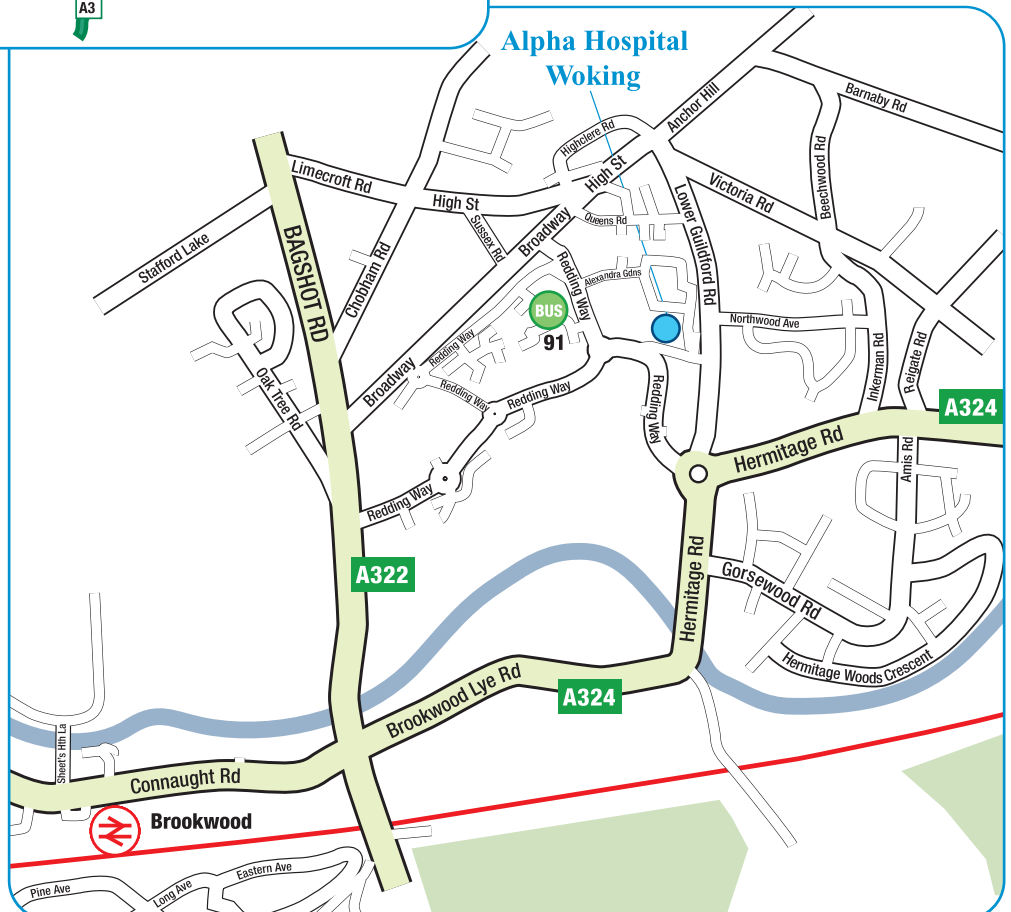 A3
Alpha Hospital
Woking
Barnaby Rd
Anchor Hill
Highclere Rd
Beechwood Rd
Limecroft Rd
High St
High St
Victoria Rd
Lower Guildford Rd
Sussex Rd
Queens Rd
Broadway
Stafford Lake
BAGSHOT RD
Chobham Rd
Redding Way
Alexandra Gdns
BUS
91
Northwood Ave
Redding Way
Broadway
Inkerman Rd
Reigate Rd
Oak Tree Rd
Redding Way
Redding Way
Redding Way
A324
Hermitage Rd
Amis Rd
Redding Way
A322
Hermitage Rd
Gorsewood Rd
Hermitage Woods Crescent
Brookwood Lye Rd
A324
Sheet's Hth La
Connaught Rd
Brookwood
Pine Ave
Long Ave
Eastern Ave